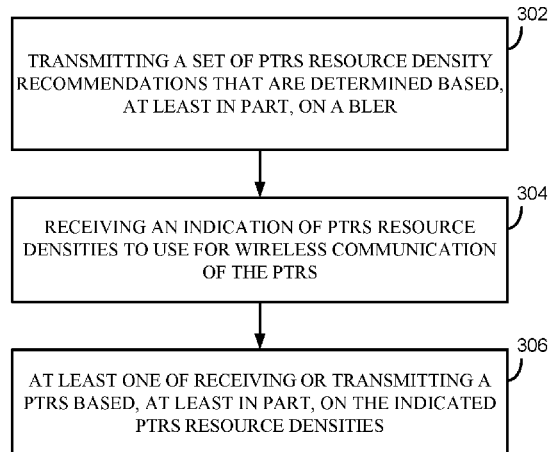 302
TRANSMITTING A SET OF PTRS RESOURCE DENSITY
RECOMMENDATIONS THAT ARE DETERMINED BASED,
AT LEAST IN PART, ON A BLER
304
RECEIVING AN INDICATION OF PTRS RESOURCE
DENSITIES TO USE FOR WIRELESS COMMUNICATION
OF THE PTRS
306
AT LEAST ONE OF RECEIVING OR TRANSMITTING A
PTRS BASED, AT LEAST IN PART, ON THE INDICATED
PTRS RESOURCE DENSITIES